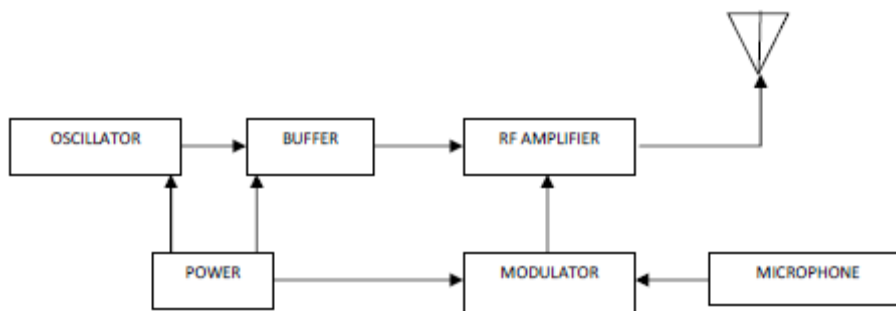 OSCILLATOR
BUFFER
RF AMPLIFIER
POWER
MODULATOR
MICROPHONE